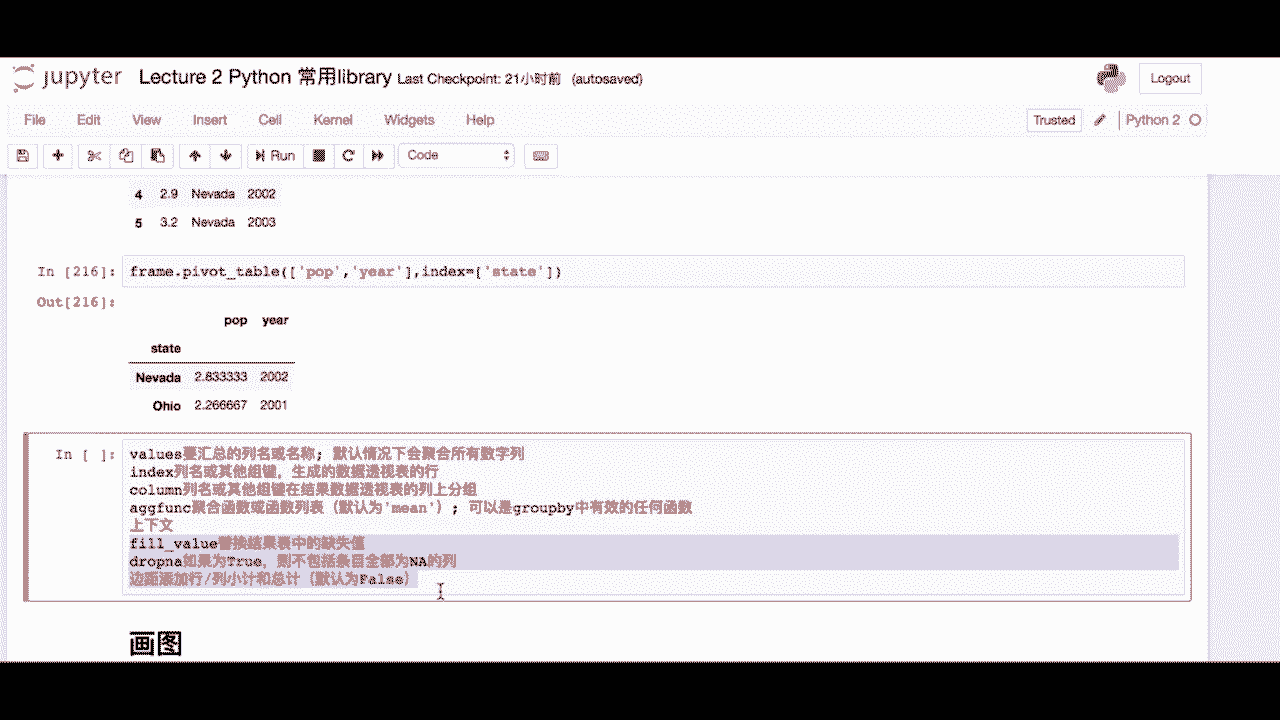 jupyter Lecture 2 Python 常用library Last Checkpoint: 21小时前 (autosaved) Logout
File Edit View Insert Cell Kernel Widgets Help Trusted Python 2
Run Code
4 2.9 Nevada 2002
5 3.2 Nevada 2003
In [216]: frame.pivot_table(['pop','year'],index=['state'])
Out[216]:
pop year
state
Nevada 2.833333 2002
Ohio 2.266667 2001
In [ ]: values要汇总的列名或名称; 默认情况下会聚合所有数字列
index列名或其他组键, 生成的数据透视表的行
column列名或其他组键在结果数据透视表的列上分组
aggfunc聚合函数或函数列表（默认为'mean'）; 可以是groupby中有效的任何函数
上下文
fill_value替换结果表中的缺失值
dropna如果为True, 则不包括条目全部为NA的列
边距添加行/列小计和总计（默认为False）
画图